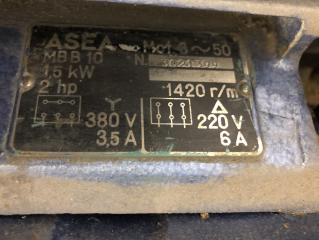 ASEA Mot 3~50
MBB 10 N.
1.5 kW
2 hp 1420 r/m
Y 380 V Δ 220 V
3,5 A 6 A